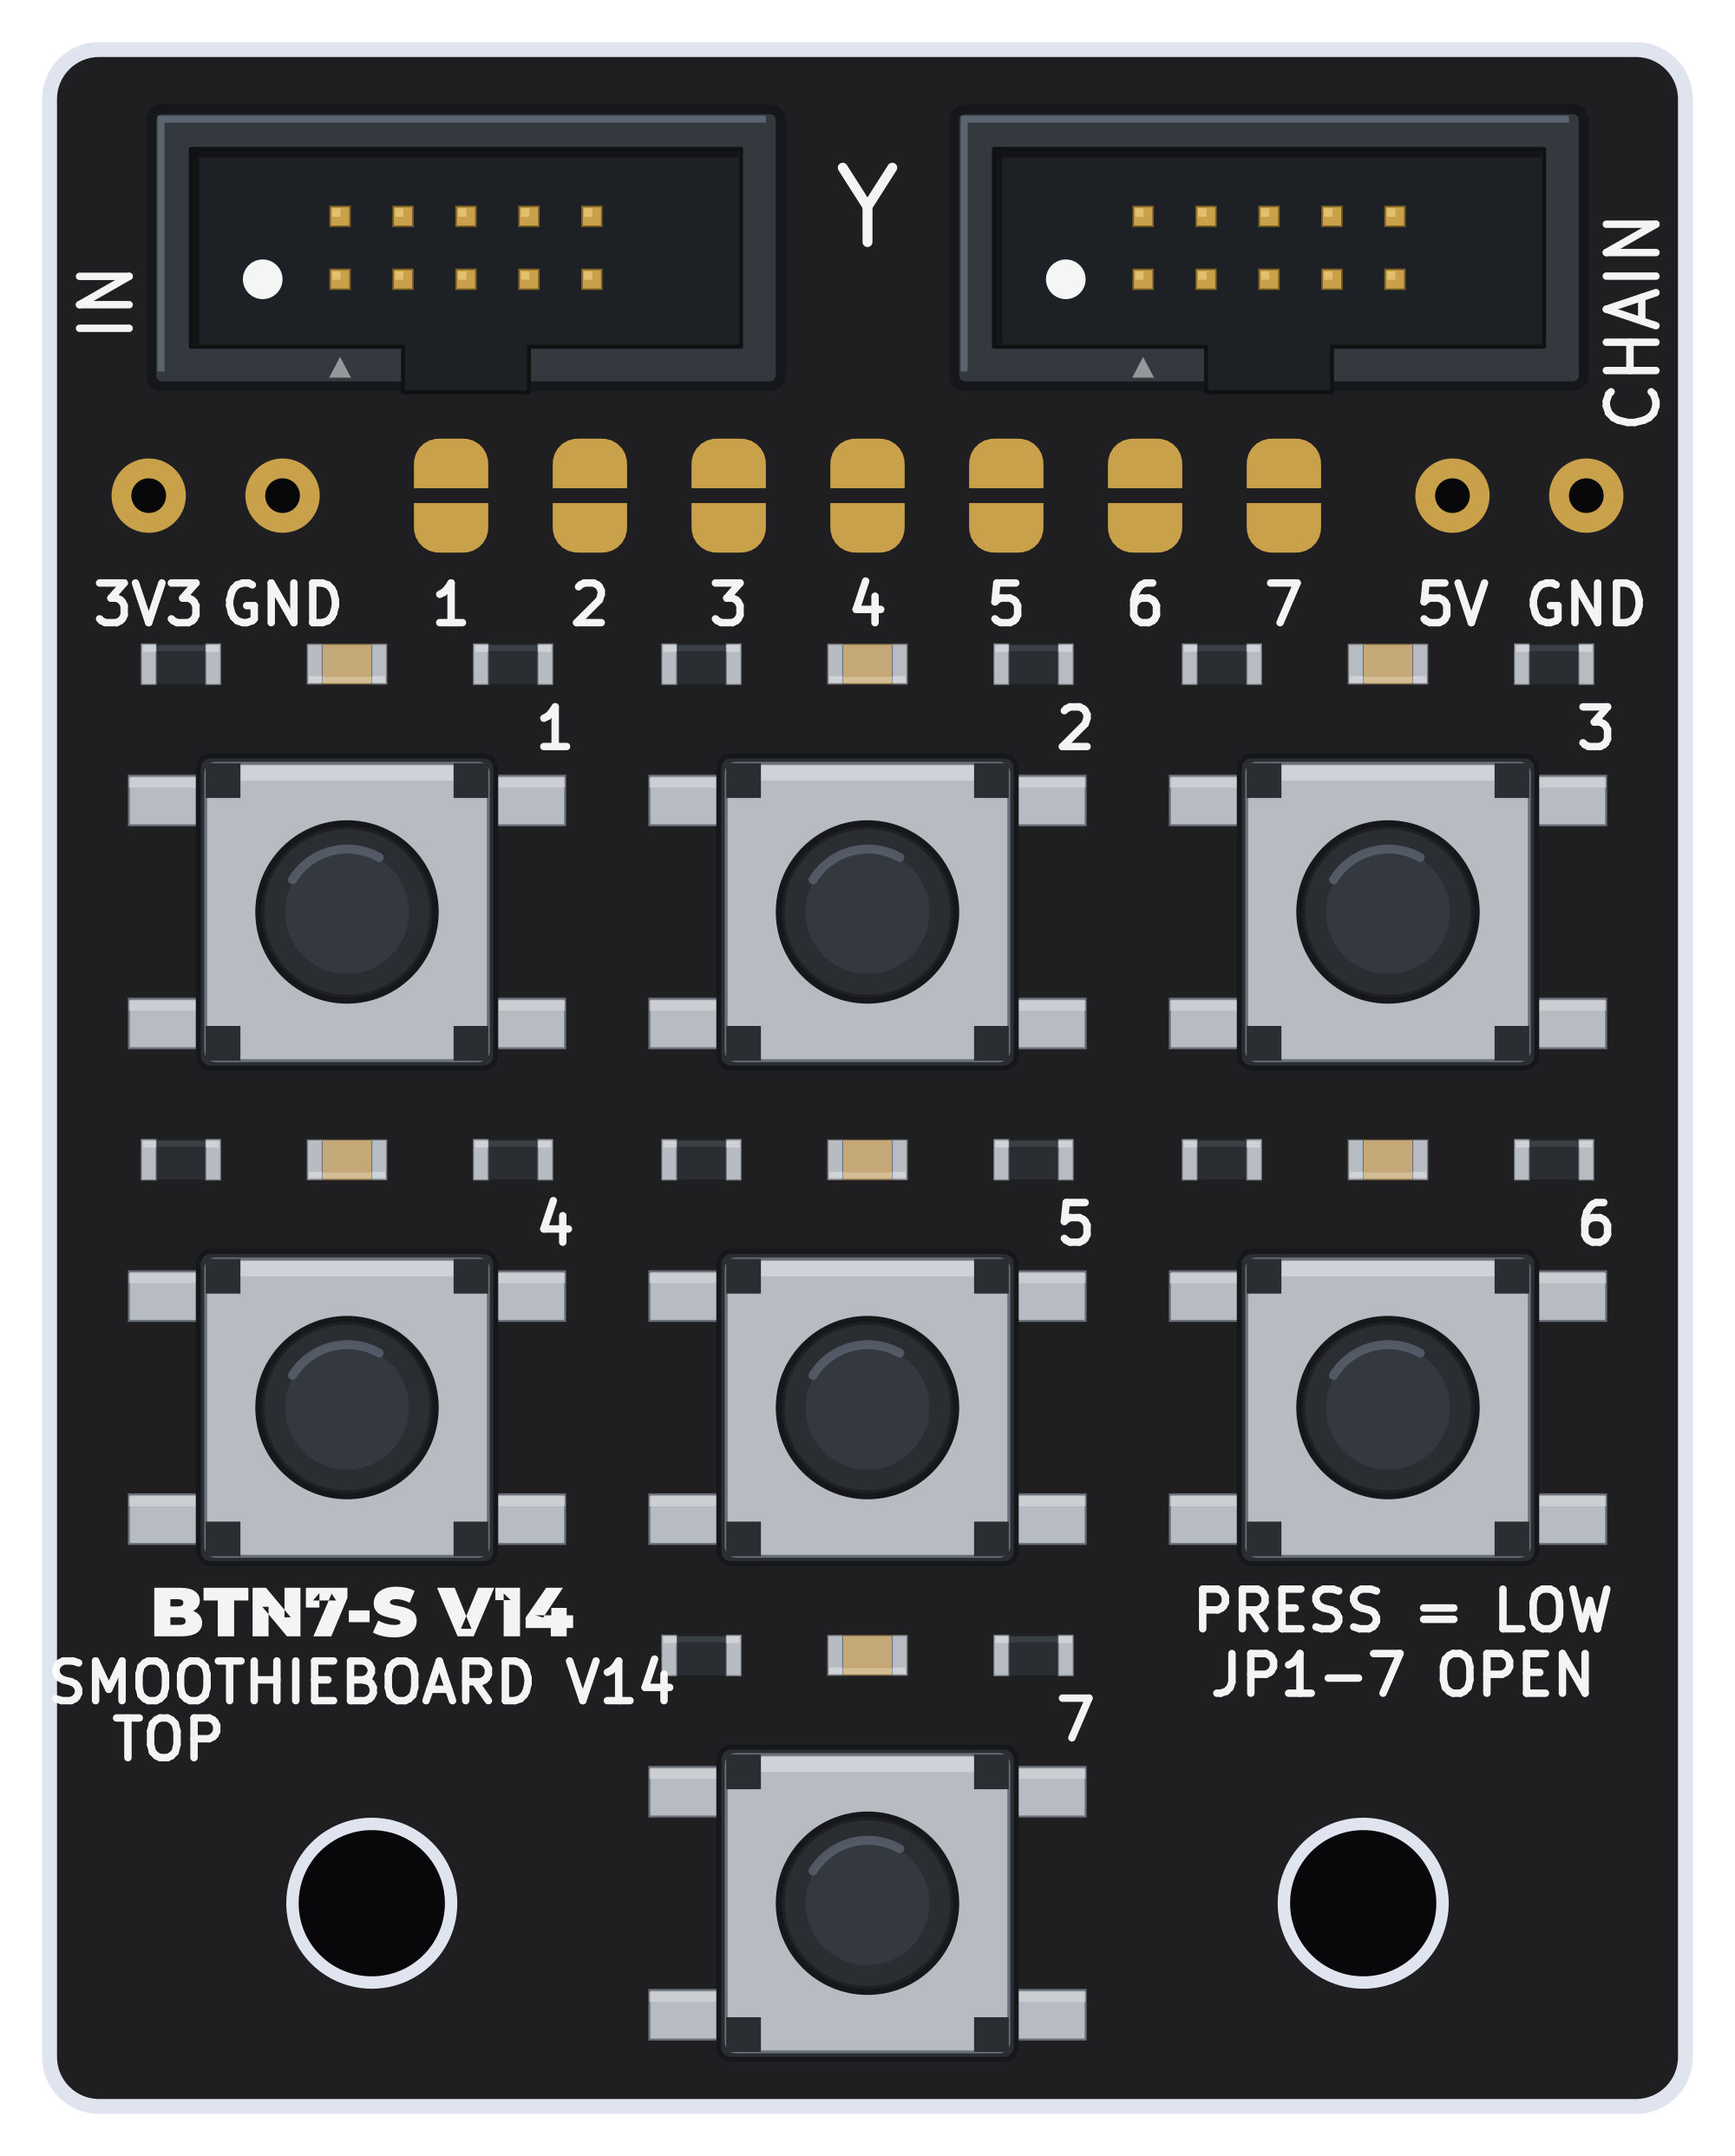 Y
IN
CHAIN
3V3 GND 1 2 3 4 5 6 7 5V GND
1 2 3
4 5 6
BTN7-S V14
SMOOTHIEBOARD V14
TOP
PRESS = LOW
JP1-7 OPEN
7